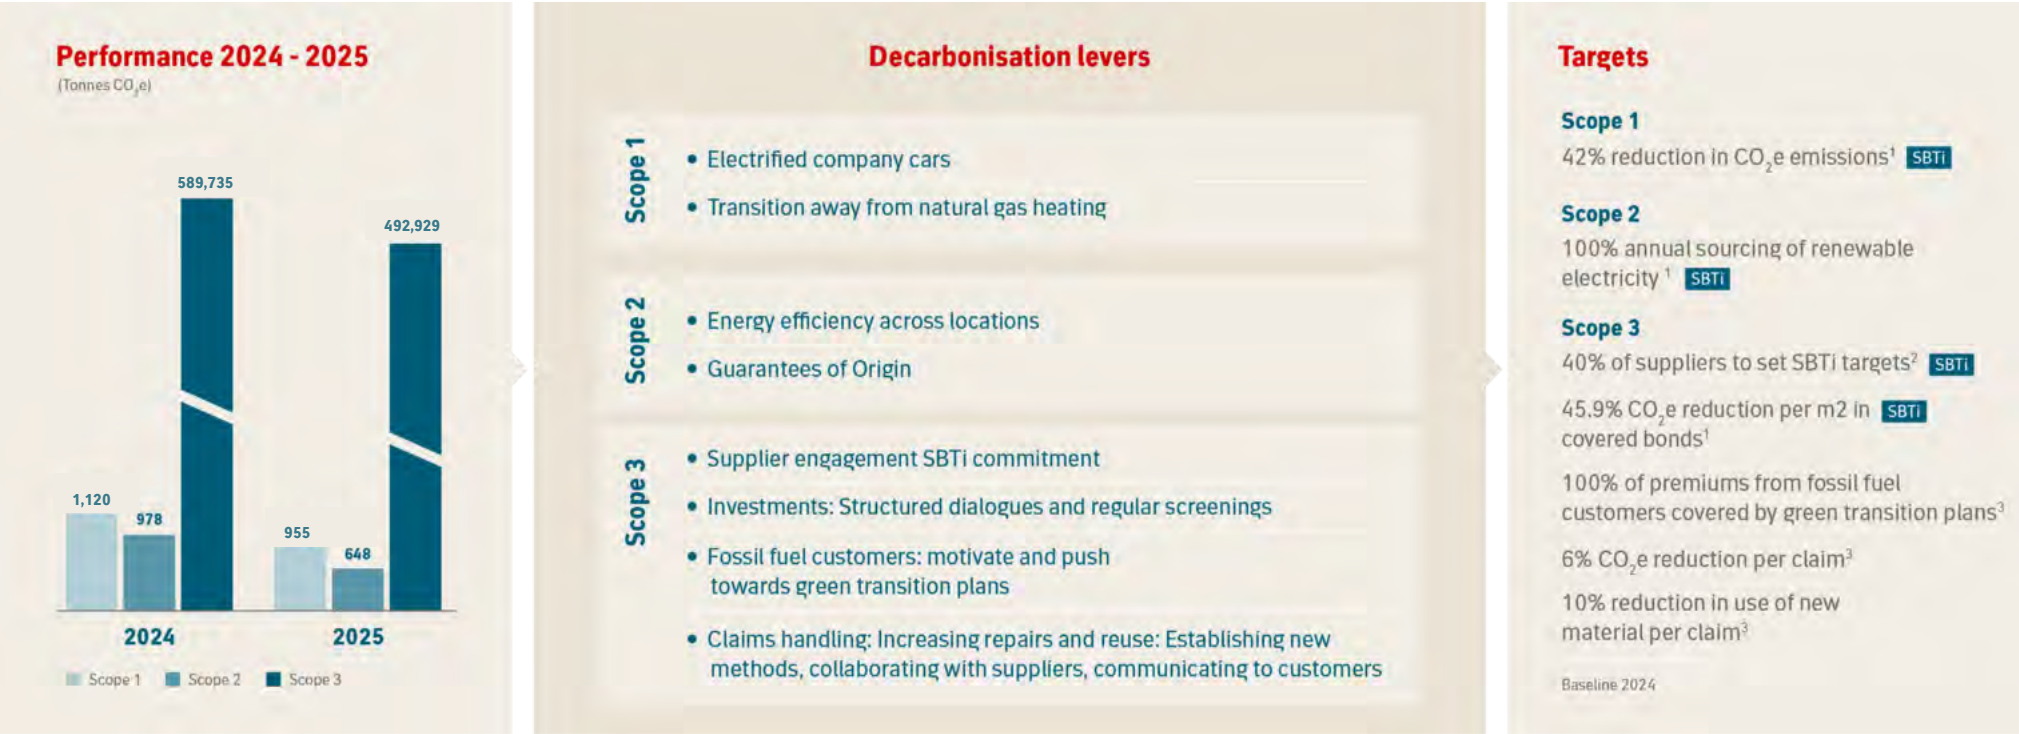 Performance 2024 - 2025
(Tonnes CO₂e)
589,735
492,929
1,120
978
955
648
2024
2025
Scope 1
Scope 2
Scope 3
Decarbonisation levers
Scope 1
• Electrified company cars
• Transition away from natural gas heating
Scope 2
• Energy efficiency across locations
• Guarantees of Origin
Scope 3
• Supplier engagement SBTi commitment
• Investments: Structured dialogues and regular screenings
• Fossil fuel customers: motivate and push
towards green transition plans
• Claims handling: Increasing repairs and reuse: Establishing new
methods, collaborating with suppliers, communicating to customers
Targets
Scope 1
42% reduction in CO₂e emissions¹ SBTi
Scope 2
100% annual sourcing of renewable
electricity ¹ SBTi
Scope 3
40% of suppliers to set SBTi targets² SBTi
45.9% CO₂e reduction per m2 in SBTi
covered bonds¹
100% of premiums from fossil fuel
customers covered by green transition plans³
6% CO₂e reduction per claim³
10% reduction in use of new
material per claim³
Baseline 2024